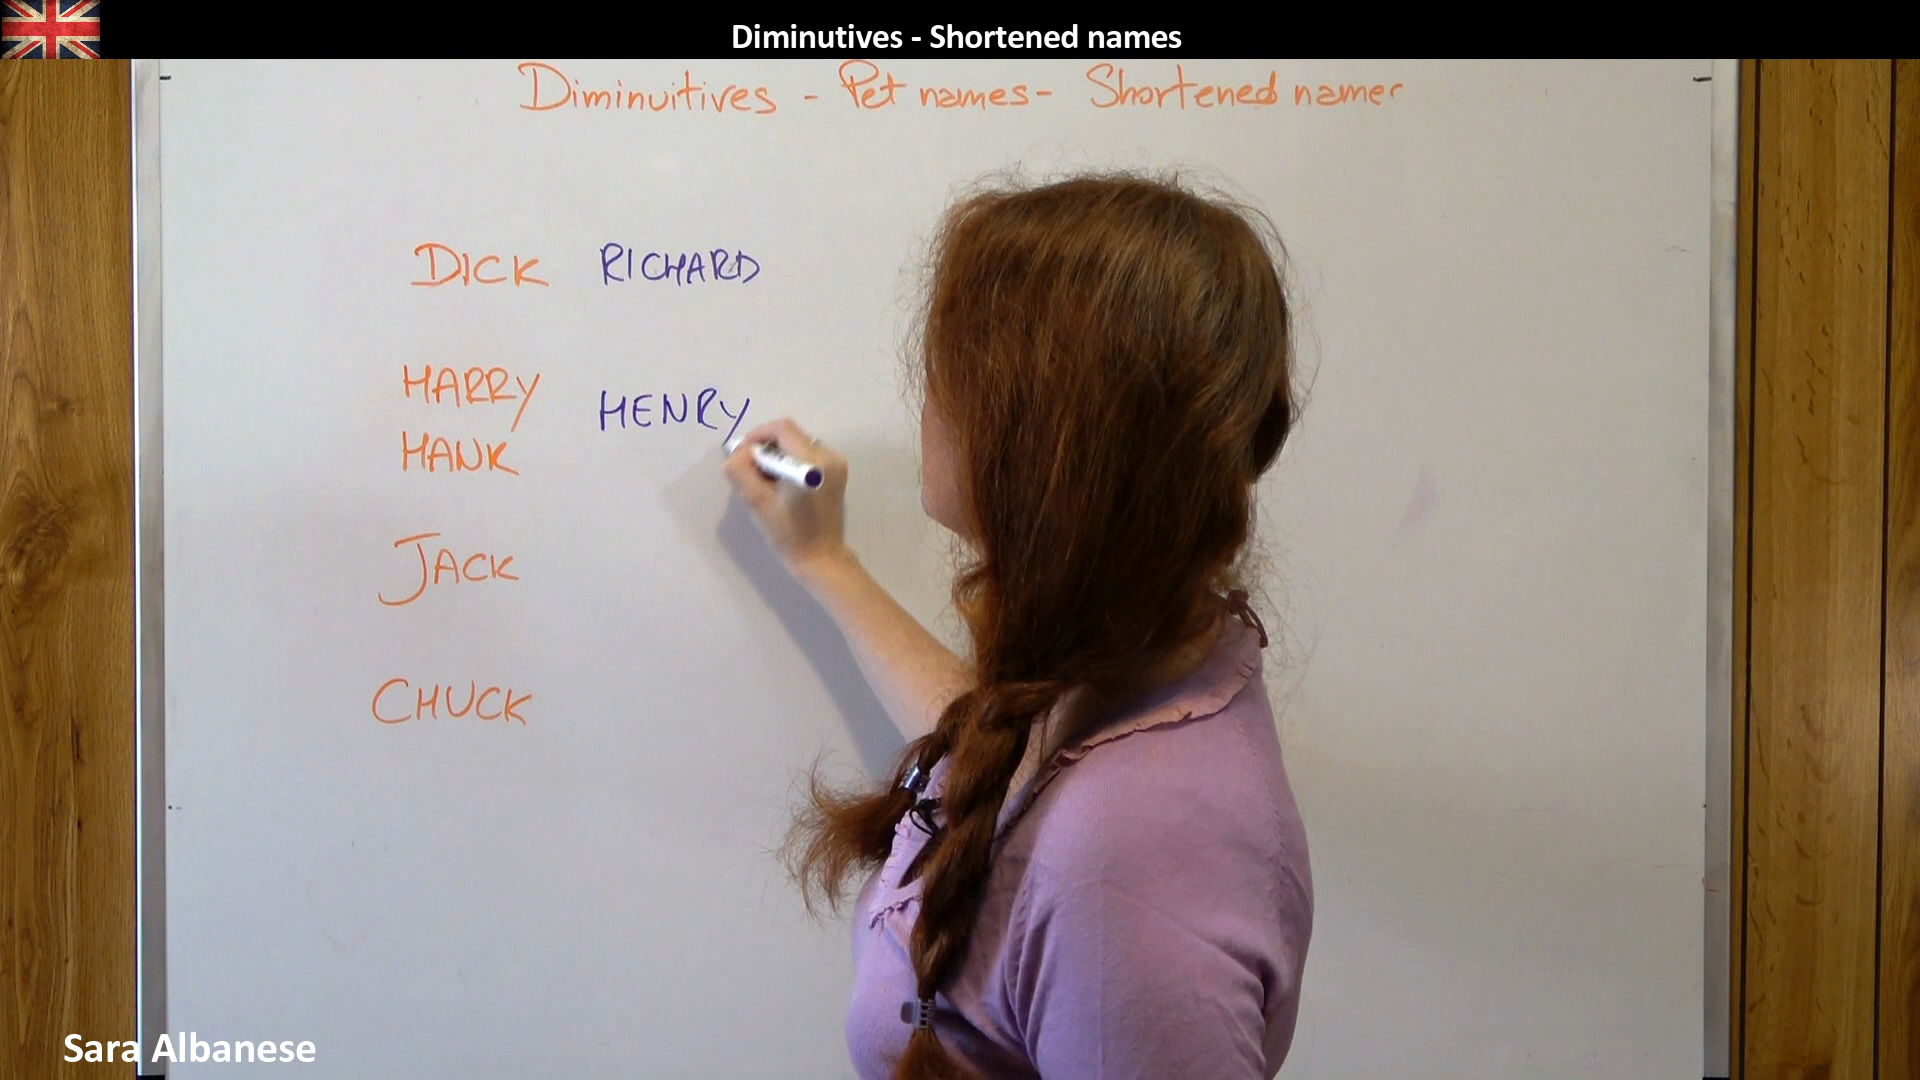 Diminutives - Shortened names
Diminuitives - Pet names - Shortened names
DICK RICHARD
HARRY HENRY
HANK
JACK
CHUCK
Sara Albanese